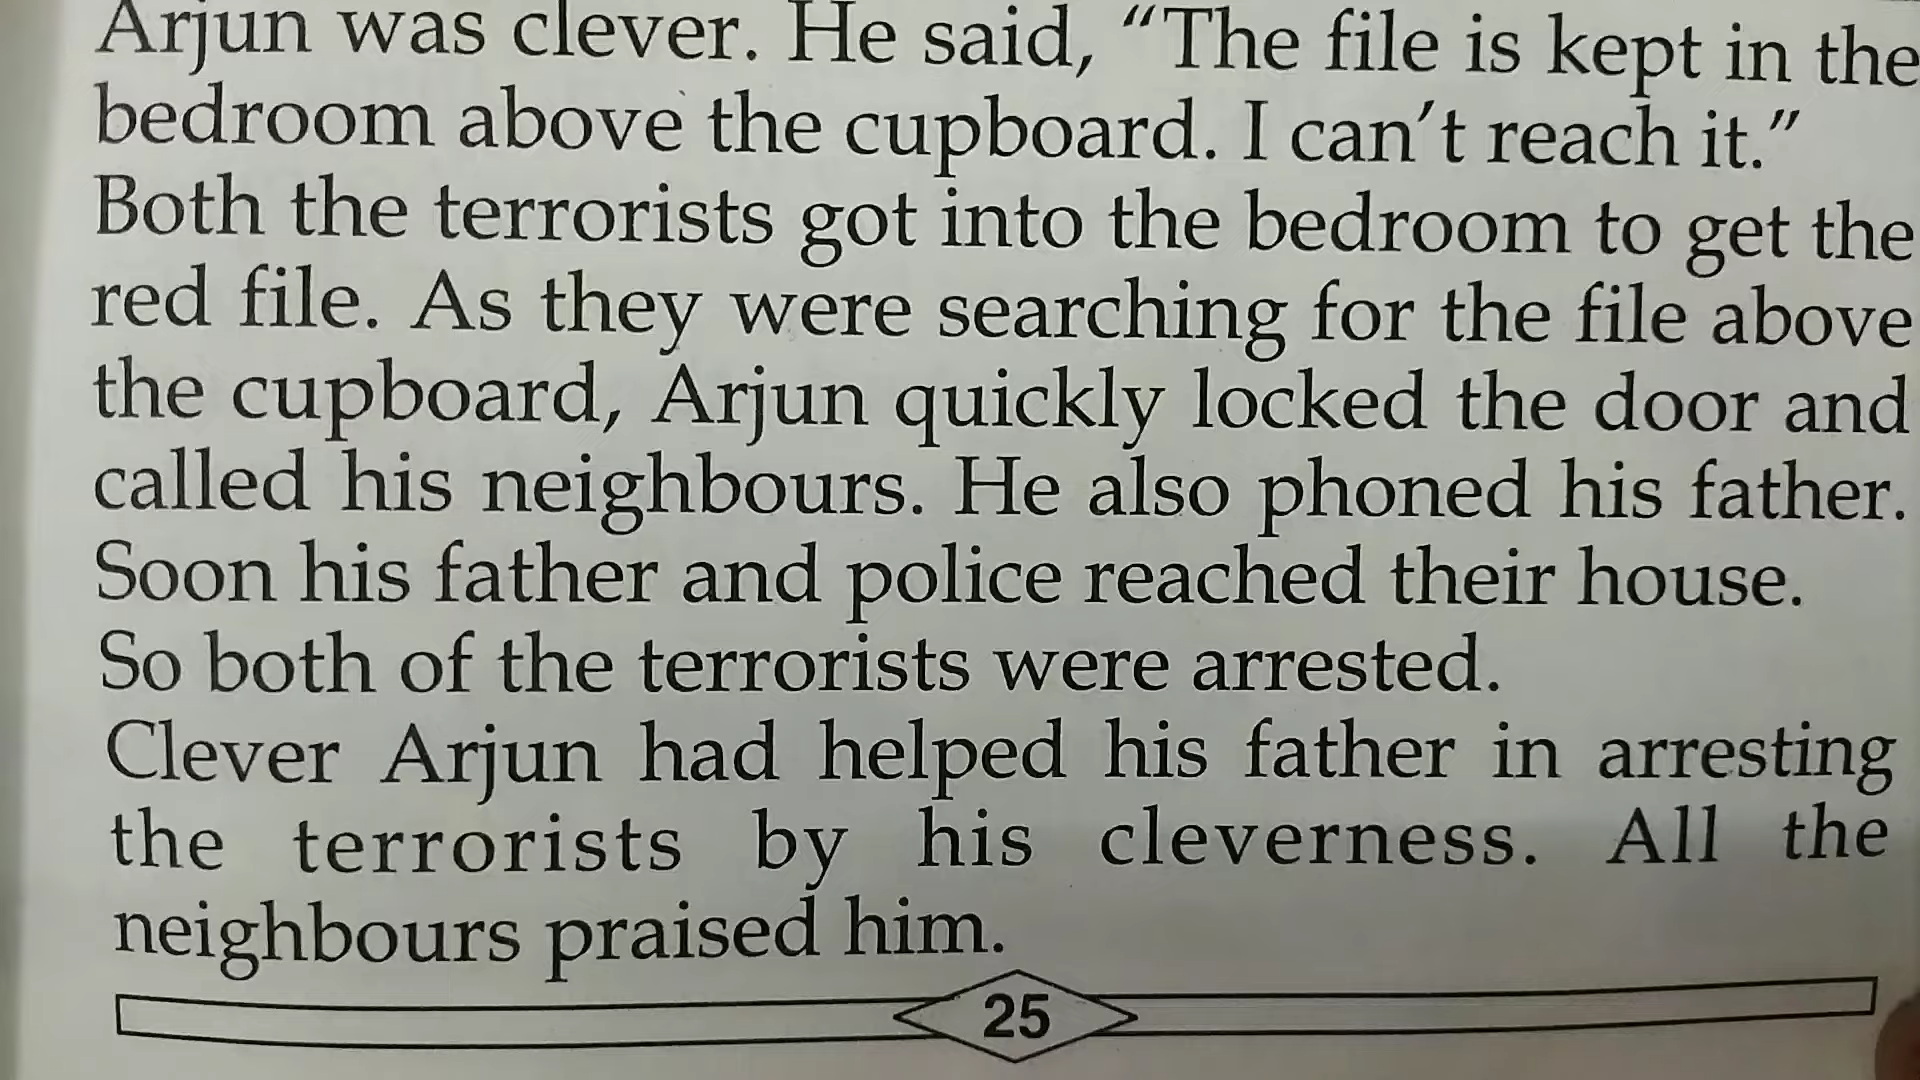 Arjun was clever. He said, “The file is kept in the
bedroom above the cupboard. I can’t reach it.”
Both the terrorists got into the bedroom to get the
red file. As they were searching for the file above
the cupboard, Arjun quickly locked the door and
called his neighbours. He also phoned his father.
Soon his father and police reached their house.
So both of the terrorists were arrested.
Clever Arjun had helped his father in arresting
the terrorists by his cleverness. All the
neighbours praised him.
25